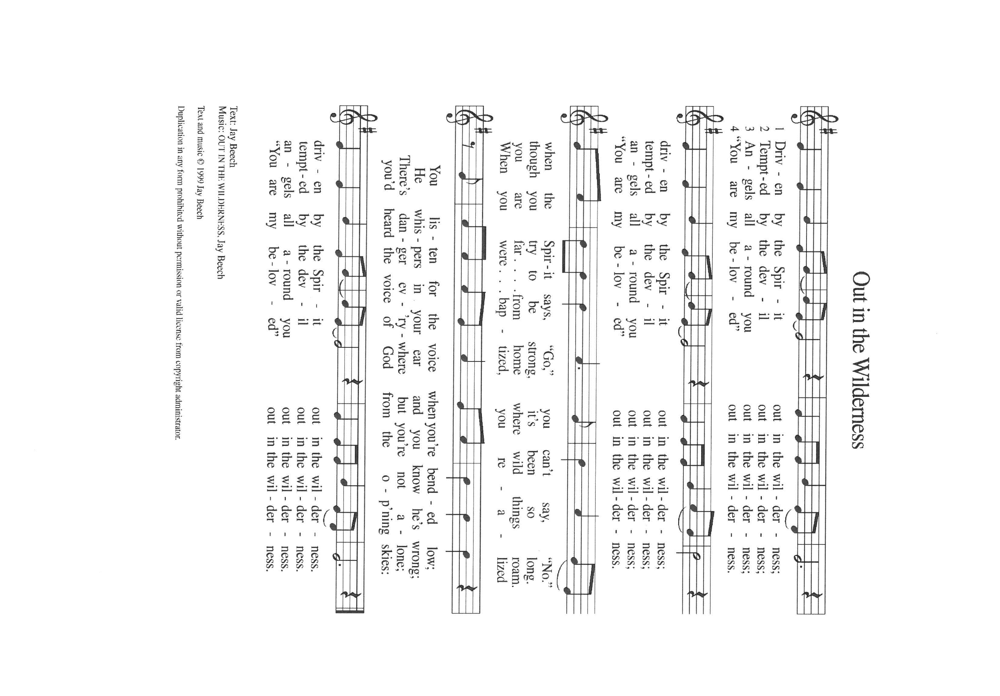 Out in the Wilderness
1 Driv - en by the Spir - it out in the wil - der - ness;
2 Tempt - ed by the dev - il out in the wil - der - ness;
3 An - gels all a - round you out in the wil - der - ness;
4 “You are my be - lov - ed” out in the wil - der - ness.
driv - en by the Spir - it out in the wil - der - ness;
tempt - ed by the dev - il out in the wil - der - ness;
an - gels all a - round you out in the wil - der - ness;
“You are my be - lov - ed” out in the wil - der - ness.
when the Spir - it says, “Go,” you can't say, “No.”
though you try to be strong, it's been so long.
you are far . . . from home where wild things roam.
When you were . . . bap - tized, you re - a - lized
You lis - ten for the voice when you're bend - ed low;
He whis - pers in your ear and you know he's wrong;
There's dan - ger ev - 'ry - where but you're not a - lone;
you'd heard the voice of God from the o - p'ning skies:
driv - en by the Spir - it out in the wil - der - ness.
tempt - ed by the dev - il out in the wil - der - ness.
an - gels all a - round you out in the wil - der - ness.
“You are my be - lov - ed” out in the wil - der - ness.
Text: Jay Beech
Music: OUT IN THE WILDERNESS, Jay Beech
Text and music © 1999 Jay Beech
Duplication in any form prohibited without permission or valid license from copyright administrator.